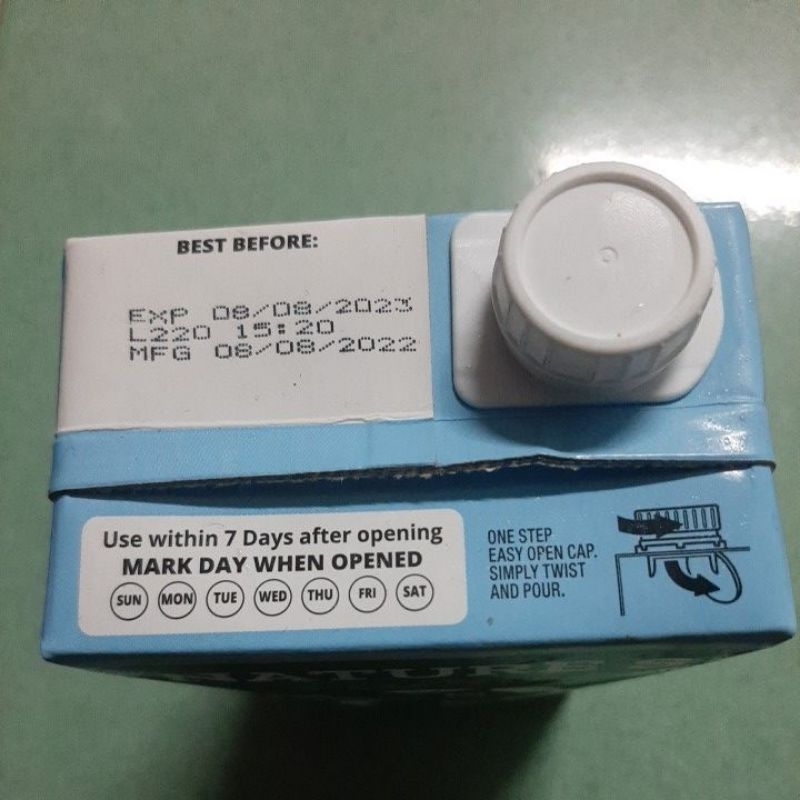 BEST BEFORE:
EXP 08/08/2023
L220 15:20
MFG 08/08/2022
Use within 7 Days after opening
MARK DAY WHEN OPENED
SUN MON TUE WED THU FRI SAT
ONE STEP
EASY OPEN CAP.
SIMPLY TWIST
AND POUR.